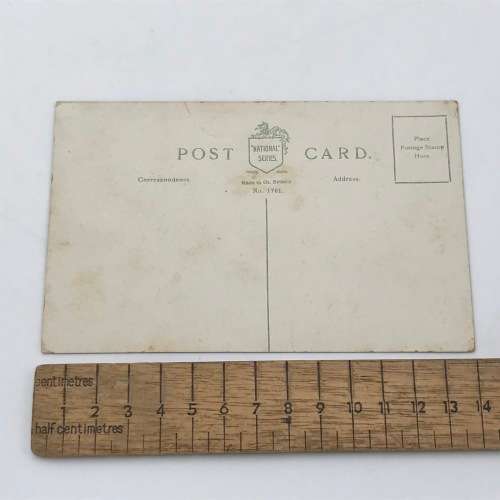 POST CARD.
"NATIONAL"
SERIES.
Place
Postage Stamp
Here.
Correspondence.
Address.
Made in Gt. Britain
centimetres
1 2 3 4 5 6 7 8 9 10 11 12 13 14
half centimetres